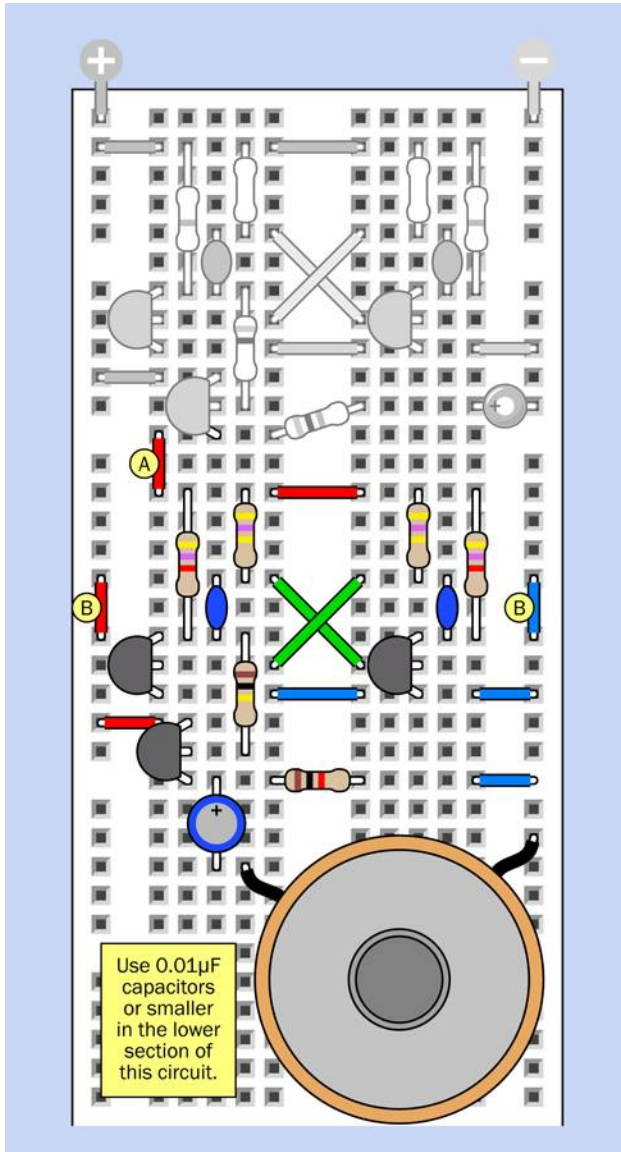 +
−
A
B
B
+
+
Use 0.01µF
capacitors
or smaller
in the lower
section of
this circuit.